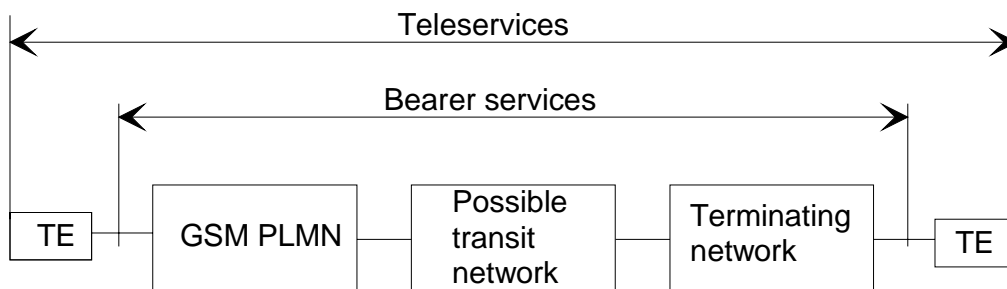 Teleservices
Bearer services
TE
GSM PLMN
Possible
transit
network
Terminating
network
TE